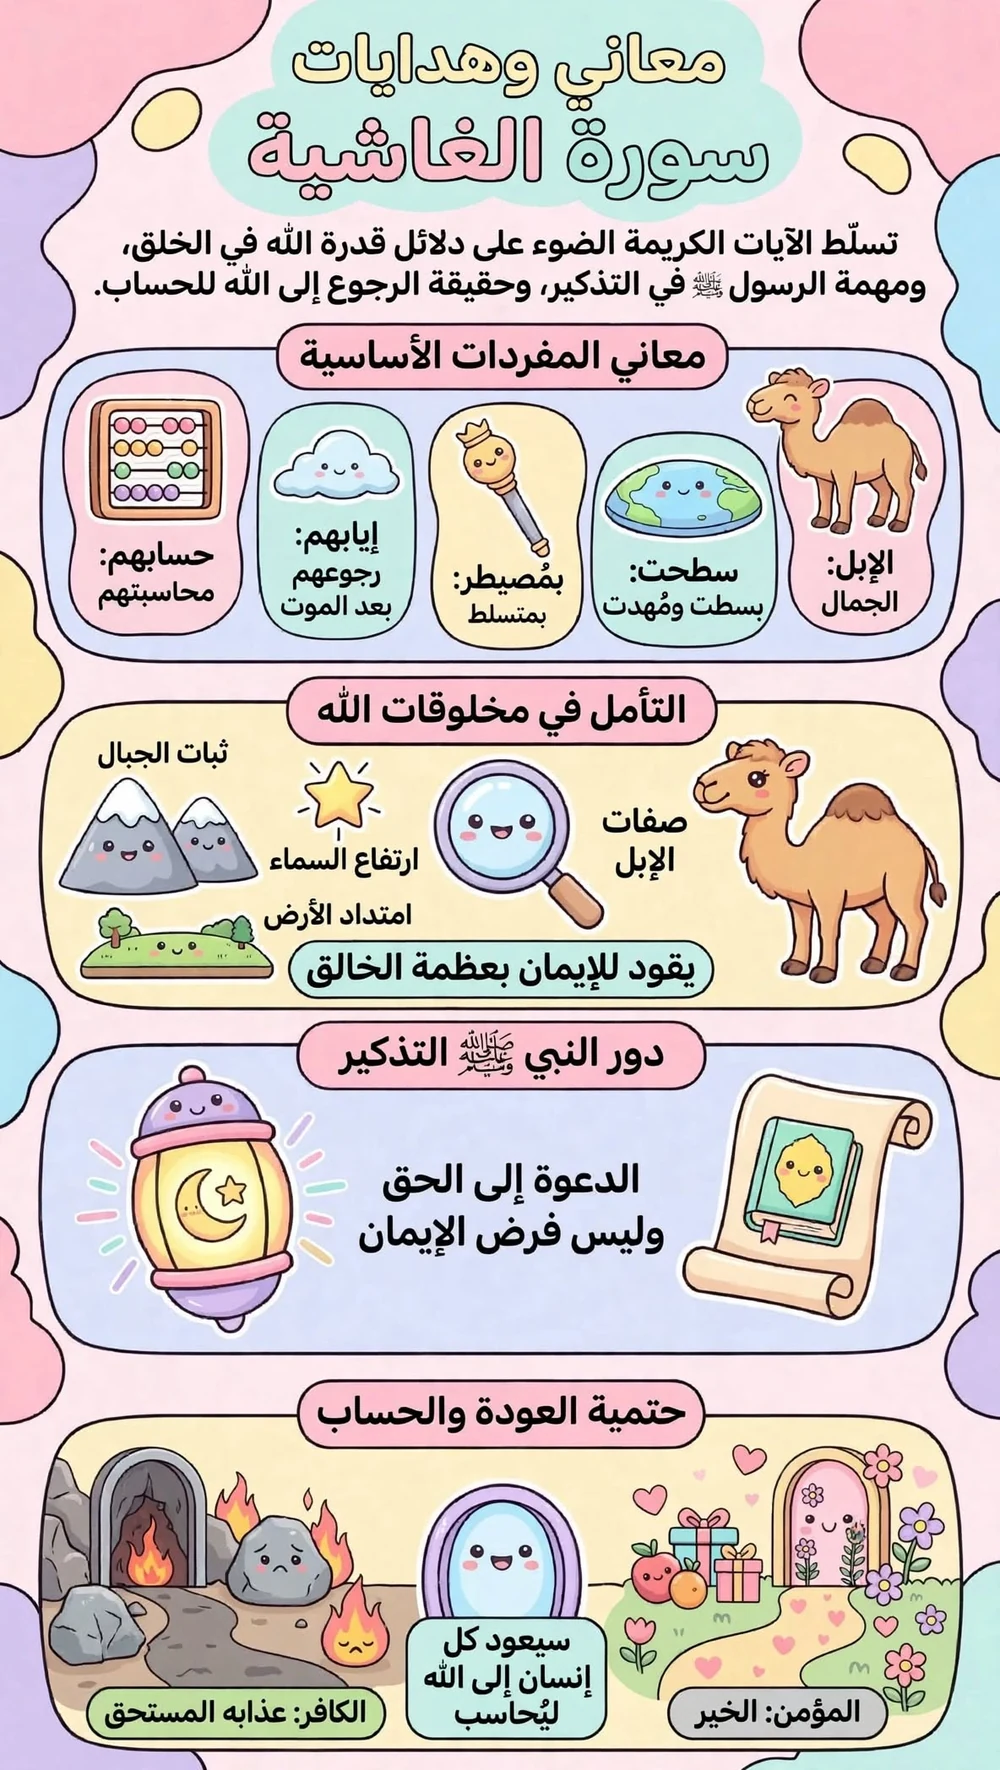 معاني وهدايات
سورة الغاشية
تسلّط الآيات الكريمة الضوء على دلائل قدرة الله في الخلق،
ومهمة الرسول ﷺ في التذكير، وحقيقة الرجوع إلى الله للحساب.
معاني المفردات الأساسية
الإبل:
الجمال
سطحت:
بسطت ومُهدت
بمُصيطر:
بمتسلط
إيابهم:
رجوعهم
بعد الموت
حسابهم:
محاسبتهم
التأمل في مخلوقات الله
صفات
الإبل
ارتفاع السماء
ثبات الجبال
امتداد الأرض
يقود للإيمان بعظمة الخالق
دور النبي ﷺ التذكير
الدعوة إلى الحق
وليس فرض الإيمان
حتمية العودة والحساب
المؤمن: الخير
سيعود كل
إنسان إلى الله
ليُحاسب
الكافر: عذابه المستحق